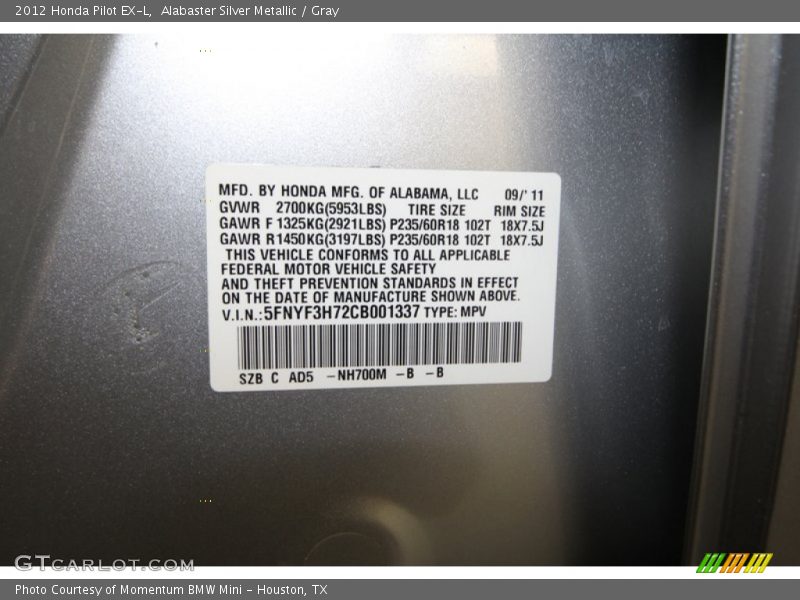 2012 Honda Pilot EX-L, Alabaster Silver Metallic / Gray
MFD. BY HONDA MFG. OF ALABAMA, LLC 09/' 11
GVWR 2700KG(5953LBS) TIRE SIZE RIM SIZE
GAWR F 1325KG(2921LBS) P235/60R18 102T 18X7.5J
GAWR R1450KG(3197LBS) P235/60R18 102T 18X7.5J
THIS VEHICLE CONFORMS TO ALL APPLICABLE
FEDERAL MOTOR VEHICLE SAFETY
AND THEFT PREVENTION STANDARDS IN EFFECT
ON THE DATE OF MANUFACTURE SHOWN ABOVE.
V.I.N.:5FNYF3H72CB001337 TYPE: MPV
SZB C AD5 -NH700M -B -B
GTcarlot.com
Photo Courtesy of Momentum BMW Mini - Houston, TX